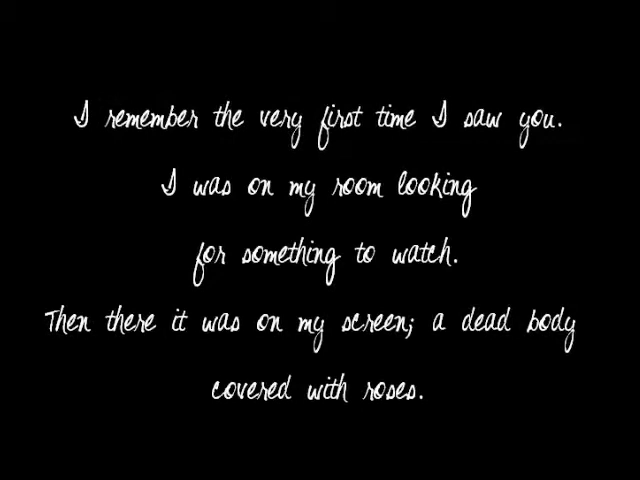 I remember the very first time I saw you.
I was on my room looking
for something to watch.
Then there it was on my screen; a dead body
covered with roses.